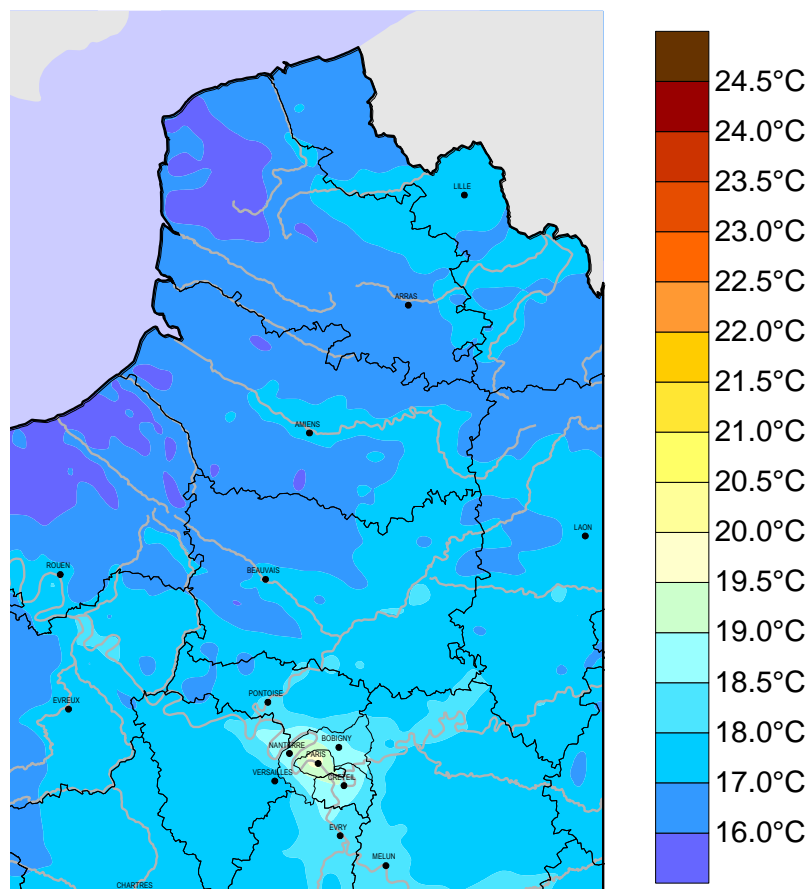 LILLE
ARRAS
AMIENS
LAON
ROUEN
BEAUVAIS
EVREUX
PONTOISE
BOBIGNY
NANTERRE
PARIS
VERSAILLES
CRETEIL
EVRY
MELUN
CHARTRES
24.5°C
24.0°C
23.5°C
23.0°C
22.5°C
22.0°C
21.5°C
21.0°C
20.5°C
20.0°C
19.5°C
19.0°C
18.5°C
18.0°C
17.0°C
16.0°C